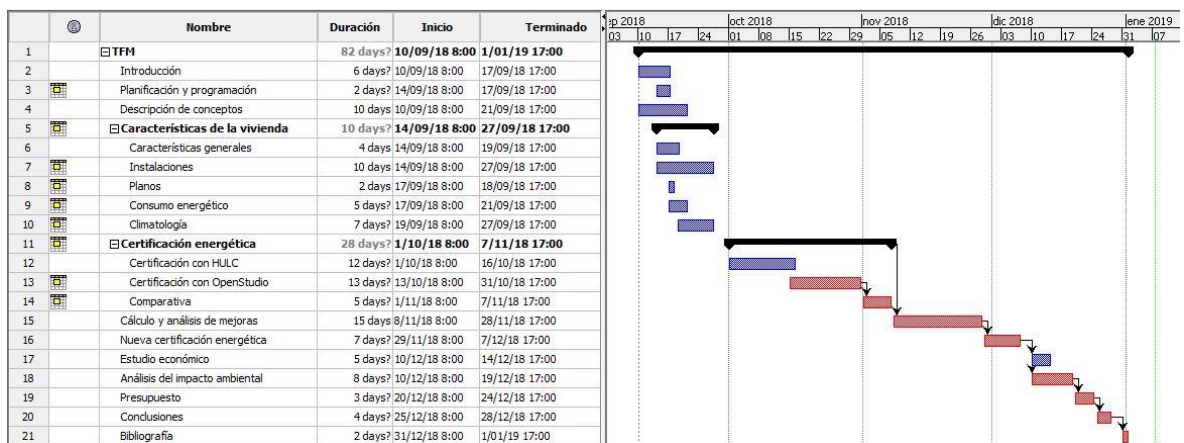 Nombre Duración Inicio Terminado
ep 2018 oct 2018 nov 2018 dic 2018 ene 2019
03 10 17 24 01 08 15 22 29 05 12 19 26 03 10 17 24 31 07
1 TFM 82 days? 10/09/18 8:00 1/01/19 17:00
2 Introducción 6 days? 10/09/18 8:00 17/09/18 17:00
3 Planificación y programación 2 days? 14/09/18 8:00 17/09/18 17:00
4 Descripción de conceptos 10 days 10/09/18 8:00 21/09/18 17:00
5 Características de la vivienda 10 days? 14/09/18 8:00 27/09/18 17:00
6 Características generales 4 days 14/09/18 8:00 19/09/18 17:00
7 Instalaciones 10 days 14/09/18 8:00 27/09/18 17:00
8 Planos 2 days 17/09/18 8:00 18/09/18 17:00
9 Consumo energético 5 days? 17/09/18 8:00 21/09/18 17:00
10 Climatología 7 days? 19/09/18 8:00 27/09/18 17:00
11 Certificación energética 28 days? 1/10/18 8:00 7/11/18 17:00
12 Certificación con HULC 12 days? 1/10/18 8:00 16/10/18 17:00
13 Certificación con OpenStudio 13 days? 13/10/18 8:00 31/10/18 17:00
14 Comparativa 5 days? 1/11/18 8:00 7/11/18 17:00
15 Cálculo y análisis de mejoras 15 days 8/11/18 8:00 28/11/18 17:00
16 Nueva certificación energética 7 days? 29/11/18 8:00 7/12/18 17:00
17 Estudio económico 5 days? 10/12/18 8:00 14/12/18 17:00
18 Análisis del impacto ambiental 8 days? 10/12/18 8:00 19/12/18 17:00
19 Presupuesto 3 days? 20/12/18 8:00 24/12/18 17:00
20 Conclusiones 4 days? 25/12/18 8:00 28/12/18 17:00
21 Bibliografía 2 days? 31/12/18 8:00 1/01/19 17:00